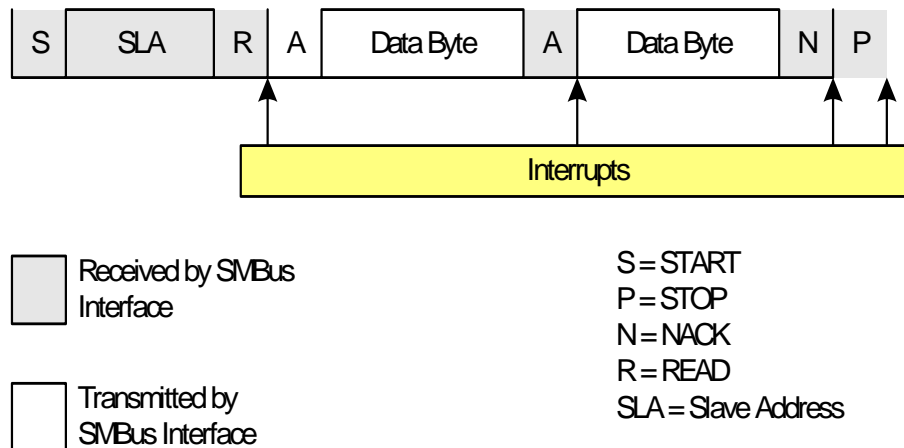 S SLA R A Data Byte A Data Byte N P
Interrupts
Received by SMBus
Interface
Transmitted by
SMBus Interface
S = START
P = STOP
N = NACK
R = READ
SLA = Slave Address